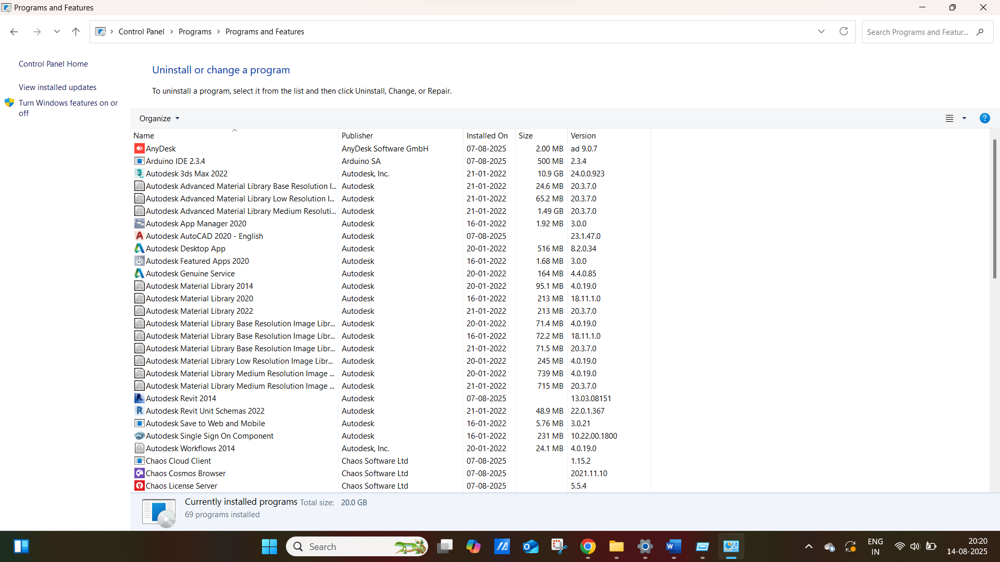 Programs and Features
Control Panel > Programs > Programs and Features
Search Programs and Featur...
Control Panel Home
View installed updates
Turn Windows features on or
off
Uninstall or change a program
To uninstall a program, select it from the list and then click Uninstall, Change, or Repair.
Organize
Name Publisher Installed On Size Version
AnyDesk AnyDesk Software GmbH 07-08-2025 2.00 MB ad 9.0.7
Arduino IDE 2.3.4 Arduino SA 07-08-2025 500 MB 2.3.4
Autodesk 3ds Max 2022 Autodesk, Inc. 21-01-2022 10.9 GB 24.0.0.923
Autodesk Advanced Material Library Base Resolution I... Autodesk 21-01-2022 24.6 MB 20.3.7.0
Autodesk Advanced Material Library Low Resolution I... Autodesk 21-01-2022 65.2 MB 20.3.7.0
Autodesk Advanced Material Library Medium Resoluti... Autodesk 21-01-2022 1.49 GB 20.3.7.0
Autodesk App Manager 2020 Autodesk 16-01-2022 1.92 MB 3.0.0
Autodesk AutoCAD 2020 - English Autodesk 07-08-2025 23.1.47.0
Autodesk Desktop App Autodesk 20-01-2022 516 MB 8.2.0.34
Autodesk Featured Apps 2020 Autodesk 16-01-2022 1.68 MB 3.0.0
Autodesk Genuine Service Autodesk 20-01-2022 164 MB 4.4.0.85
Autodesk Material Library 2014 Autodesk 20-01-2022 95.1 MB 4.0.19.0
Autodesk Material Library 2020 Autodesk 16-01-2022 213 MB 18.11.1.0
Autodesk Material Library 2022 Autodesk 21-01-2022 213 MB 20.3.7.0
Autodesk Material Library Base Resolution Image Libr... Autodesk 20-01-2022 71.4 MB 4.0.19.0
Autodesk Material Library Base Resolution Image Libr... Autodesk 16-01-2022 72.2 MB 18.11.1.0
Autodesk Material Library Base Resolution Image Libr... Autodesk 21-01-2022 71.5 MB 20.3.7.0
Autodesk Material Library Low Resolution Image Libr... Autodesk 20-01-2022 245 MB 4.0.19.0
Autodesk Material Library Medium Resolution Image ... Autodesk 20-01-2022 739 MB 4.0.19.0
Autodesk Material Library Medium Resolution Image ... Autodesk 21-01-2022 715 MB 20.3.7.0
Autodesk Revit 2014 Autodesk 07-08-2025 13.03.08151
Autodesk Revit Unit Schemas 2022 Autodesk 21-01-2022 48.9 MB 22.0.1.367
Autodesk Save to Web and Mobile Autodesk 16-01-2022 5.76 MB 3.0.21
Autodesk Single Sign On Component Autodesk 16-01-2022 231 MB 10.22.00.1800
Autodesk Workflows 2014 Autodesk, Inc. 20-01-2022 24.1 MB 4.0.19.0
Chaos Cloud Client Chaos Software Ltd 07-08-2025 1.15.2
Chaos Cosmos Browser Chaos Software Ltd 07-08-2025 2021.11.10
Chaos License Server Chaos Software Ltd 07-08-2025 5.5.4
Currently installed programs Total size: 20.0 GB
69 programs installed
Search
ENG
IN
20:20
14-08-2025